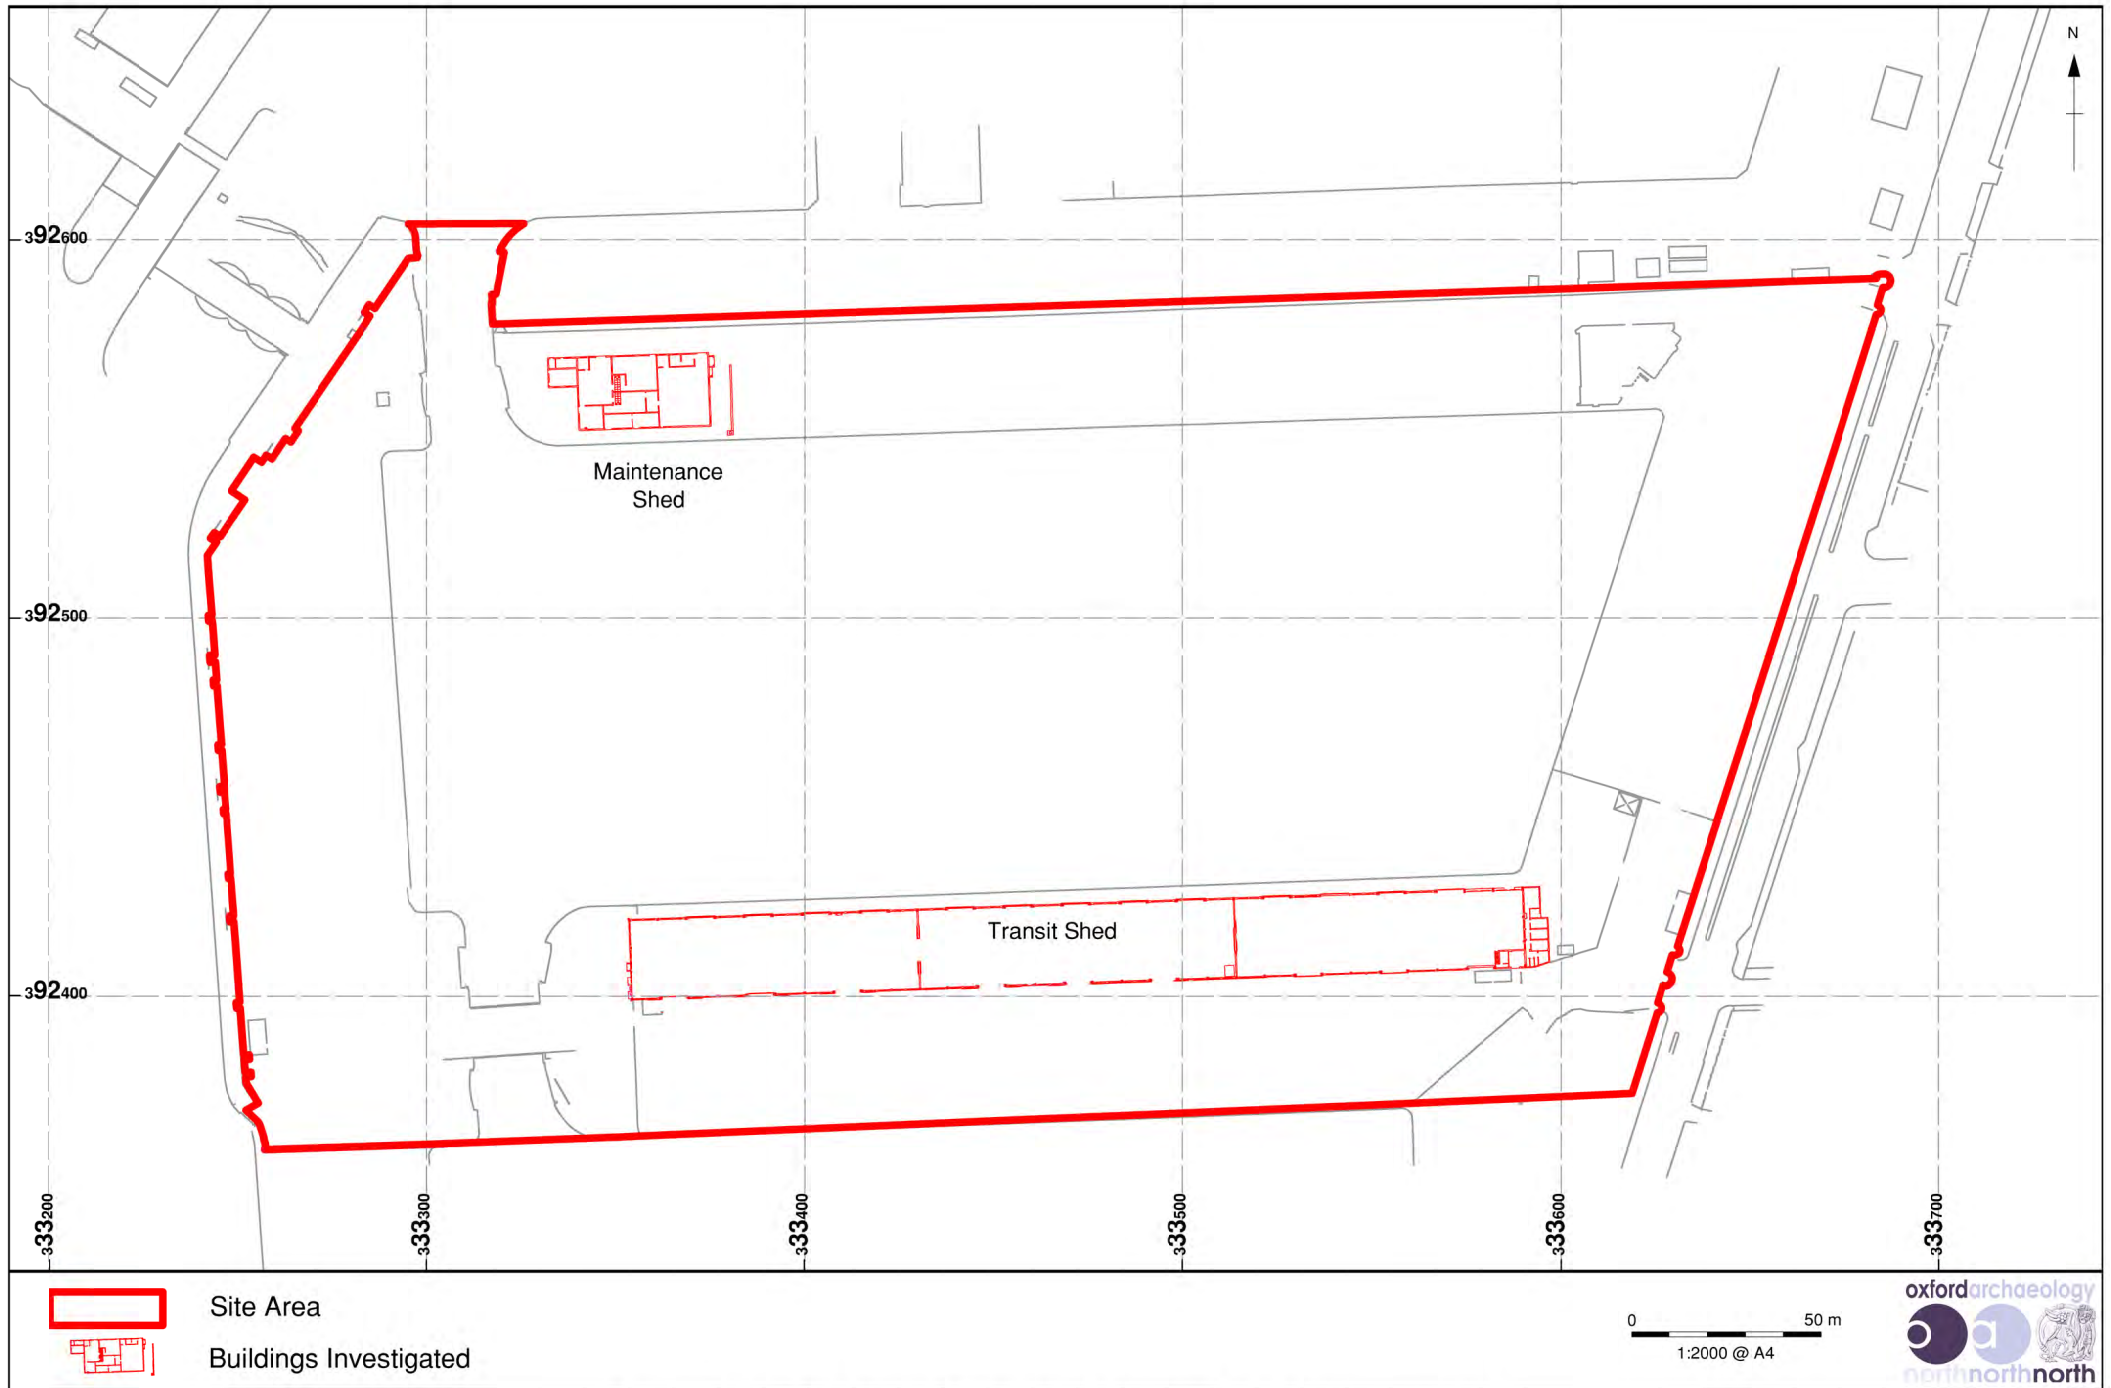 N
392600
Maintenance
Shed
392500
Transit Shed
392400
333200
333300
333400
333500
333600
333700
Site Area
Buildings Investigated
0 50 m
1:2000 @ A4
oxfordarchaeology
oa
northnorthnorth